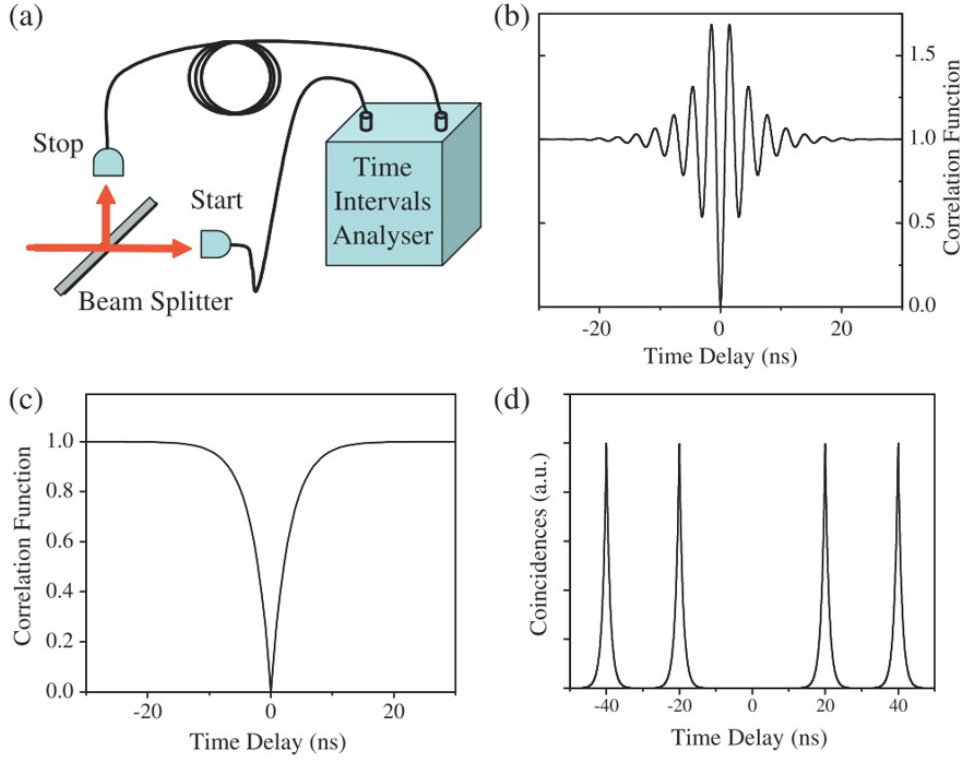 (a)
Stop
Start
Beam Splitter
Time
Intervals
Analyser
(b)
1.5
1.0
0.5
0.0
Correlation Function
-20
0
20
Time Delay (ns)
(c)
Correlation Function
1.0
0.8
0.6
0.4
0.2
0.0
-20
0
20
Time Delay (ns)
(d)
Coincidences (a.u.)
-40
-20
0
20
40
Time Delay (ns)